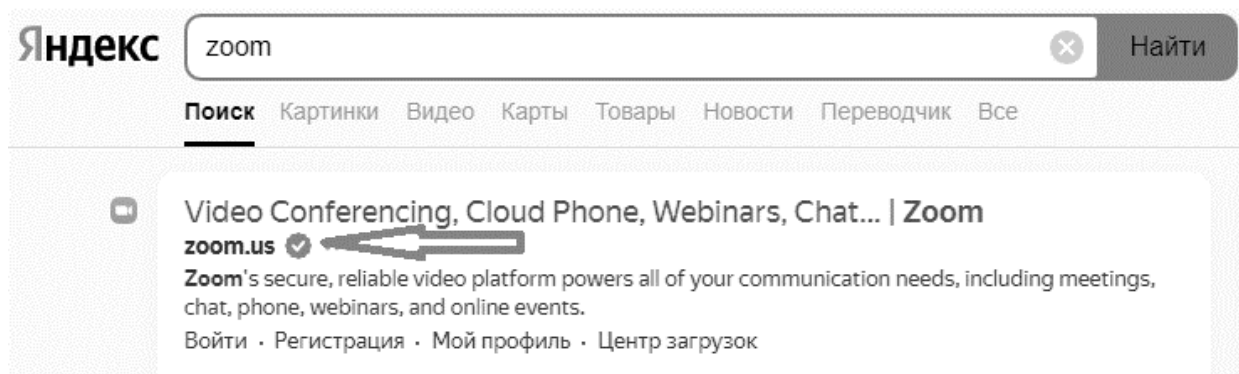 Яндекс zoom Найти
Поиск Картинки Видео Карты Товары Новости Переводчик Все
Video Conferencing, Cloud Phone, Webinars, Chat... | Zoom
zoom.us
Zoom's secure, reliable video platform powers all of your communication needs, including meetings,
chat, phone, webinars, and online events.
Войти · Регистрация · Мой профиль · Центр загрузок